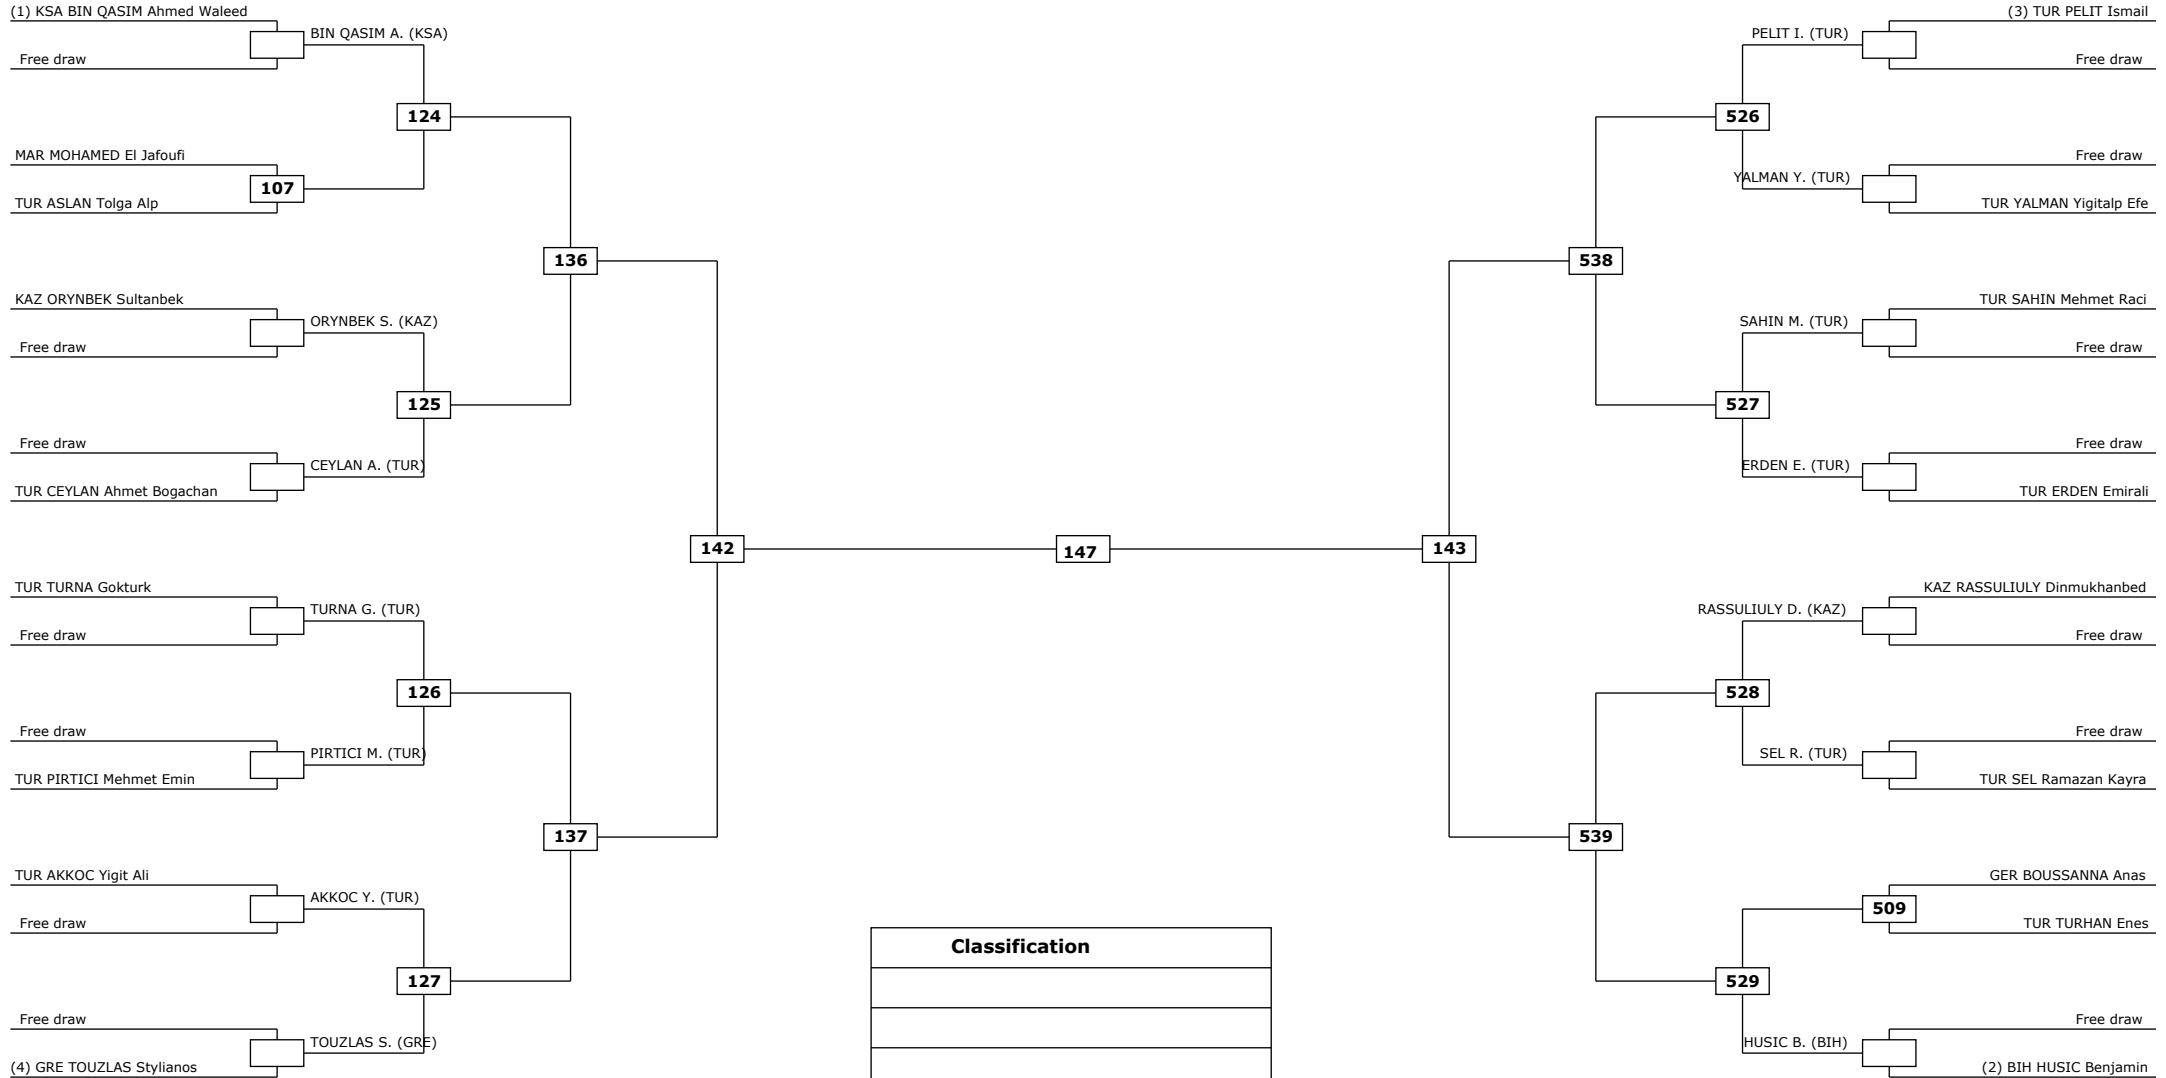 (1) KSA BIN QASIM Ahmed Waleed
BIN QASIM A. (KSA)
Free draw
124
MAR MOHAMED El Jafoufi
107
TUR ASLAN Tolga Alp
136
KAZ ORYNBEK Sultanbek
ORYNBEK S. (KAZ)
Free draw
125
Free draw
CEYLAN A. (TUR)
TUR CEYLAN Ahmet Bogachan
142
TUR TURNA Gokturk
TURNA G. (TUR)
Free draw
126
Free draw
PIRTICI M. (TUR)
TUR PIRTICI Mehmet Emin
137
TUR AKKOC Yigit Ali
AKKOC Y. (TUR)
Free draw
127
Free draw
TOUZLAS S. (GRE)
(4) GRE TOUZLAS Stylianos
147
Classification
(3) TUR PELIT Ismail
PELIT I. (TUR)
Free draw
526
Free draw
YALMAN Y. (TUR)
TUR YALMAN Yigitalp Efe
538
TUR SAHIN Mehmet Raci
SAHIN M. (TUR)
Free draw
527
Free draw
ERDEN E. (TUR)
TUR ERDEN Emirali
143
KAZ RASSULIULY Dinmukhanbed
RASSULIULY D. (KAZ)
Free draw
528
Free draw
SEL R. (TUR)
TUR SEL Ramazan Kayra
539
GER BOUSSANNA Anas
509
TUR TURHAN Enes
529
Free draw
HUSIC B. (BIH)
(2) BIH HUSIC Benjamin